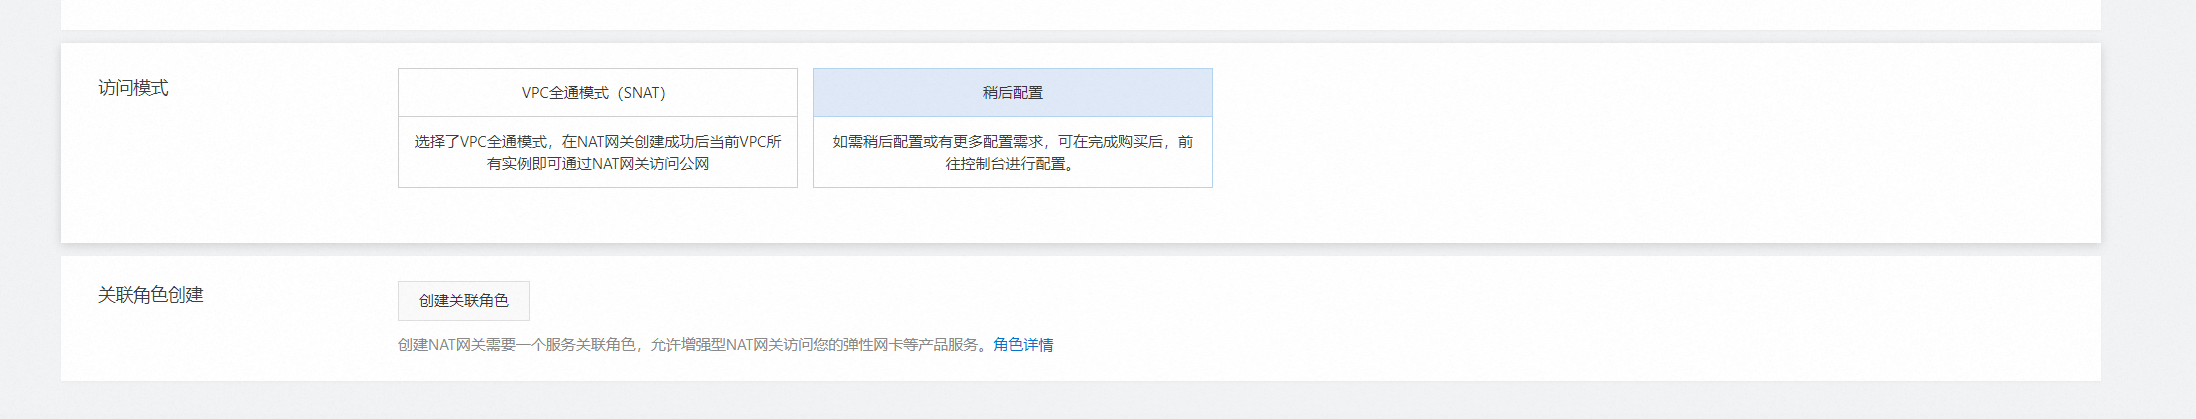 访问模式
VPC全通模式（SNAT）
选择了VPC全通模式，在NAT网关创建成功后当前VPC所
有实例即可通过NAT网关访问公网
稍后配置
如需稍后配置或有更多配置需求，可在完成购买后，前
往控制台进行配置。
关联角色创建
创建关联角色
创建NAT网关需要一个服务关联角色，允许增强型NAT网关访问您的弹性网卡等产品服务。角色详情